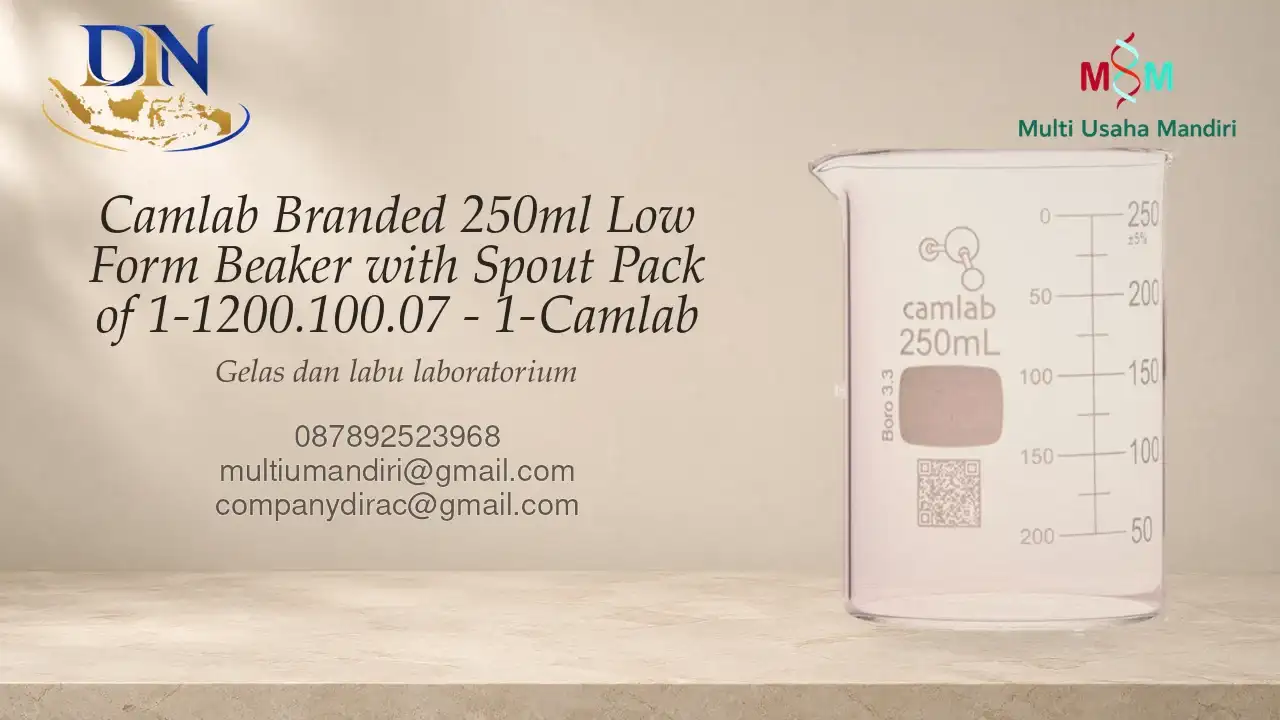 DIN
MSM
Multi Usaha Mandiri
Camlab Branded 250ml Low
Form Beaker with Spout Pack
of 1-1200.100.07 - 1-Camlab
Gelas dan labu laboratorium
087892523968
multiumandiri@gmail.com
companydirac@gmail.com
camlab
250mL
Boro 3.3
0 250
±5%
50 200
100 150
150 100
200 50